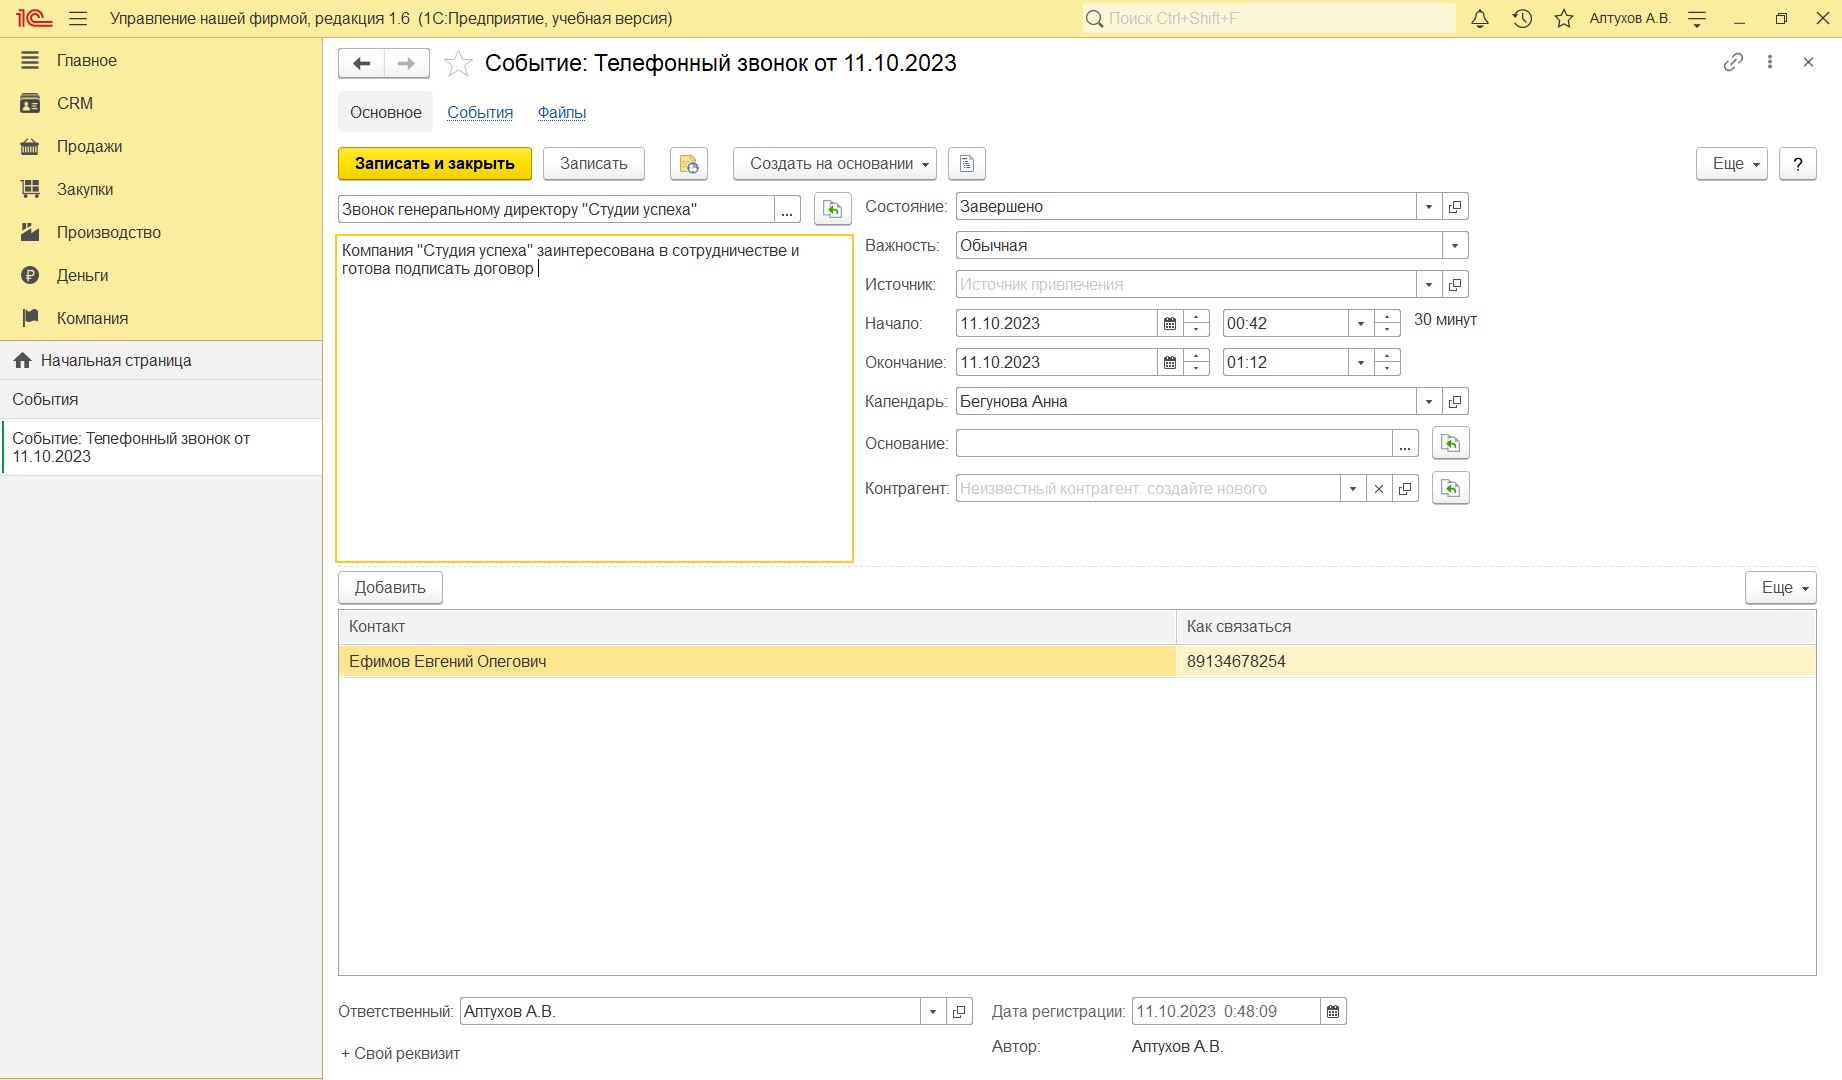 1С Управление нашей фирмой, редакция 1.6 (1С:Предприятие, учебная версия) Поиск Ctrl+Shift+F Алтухов А.В.
Главное
CRM
Продажи
Закупки
Производство
Деньги
Компания
Начальная страница
События
Событие: Телефонный звонок от
11.10.2023
Событие: Телефонный звонок от 11.10.2023
Основное События Файлы
Записать и закрыть Записать Создать на основании Еще ?
Звонок генеральному директору "Студии успеха" ...
Компания "Студия успеха" заинтересована в сотрудничестве и
готова подписать договор
Состояние: Завершено
Важность: Обычная
Источник: Источник привлечения
Начало: 11.10.2023 00:42 30 минут
Окончание: 11.10.2023 01:12
Календарь: Бегунова Анна
Основание: ...
Контрагент: Неизвестный контрагент: создайте нового
Добавить Еще
Контакт Как связаться
Ефимов Евгений Олегович 89134678254
Ответственный: Алтухов А.В. Дата регистрации: 11.10.2023 0:48:09
+ Свой реквизит Автор: Алтухов А.В.